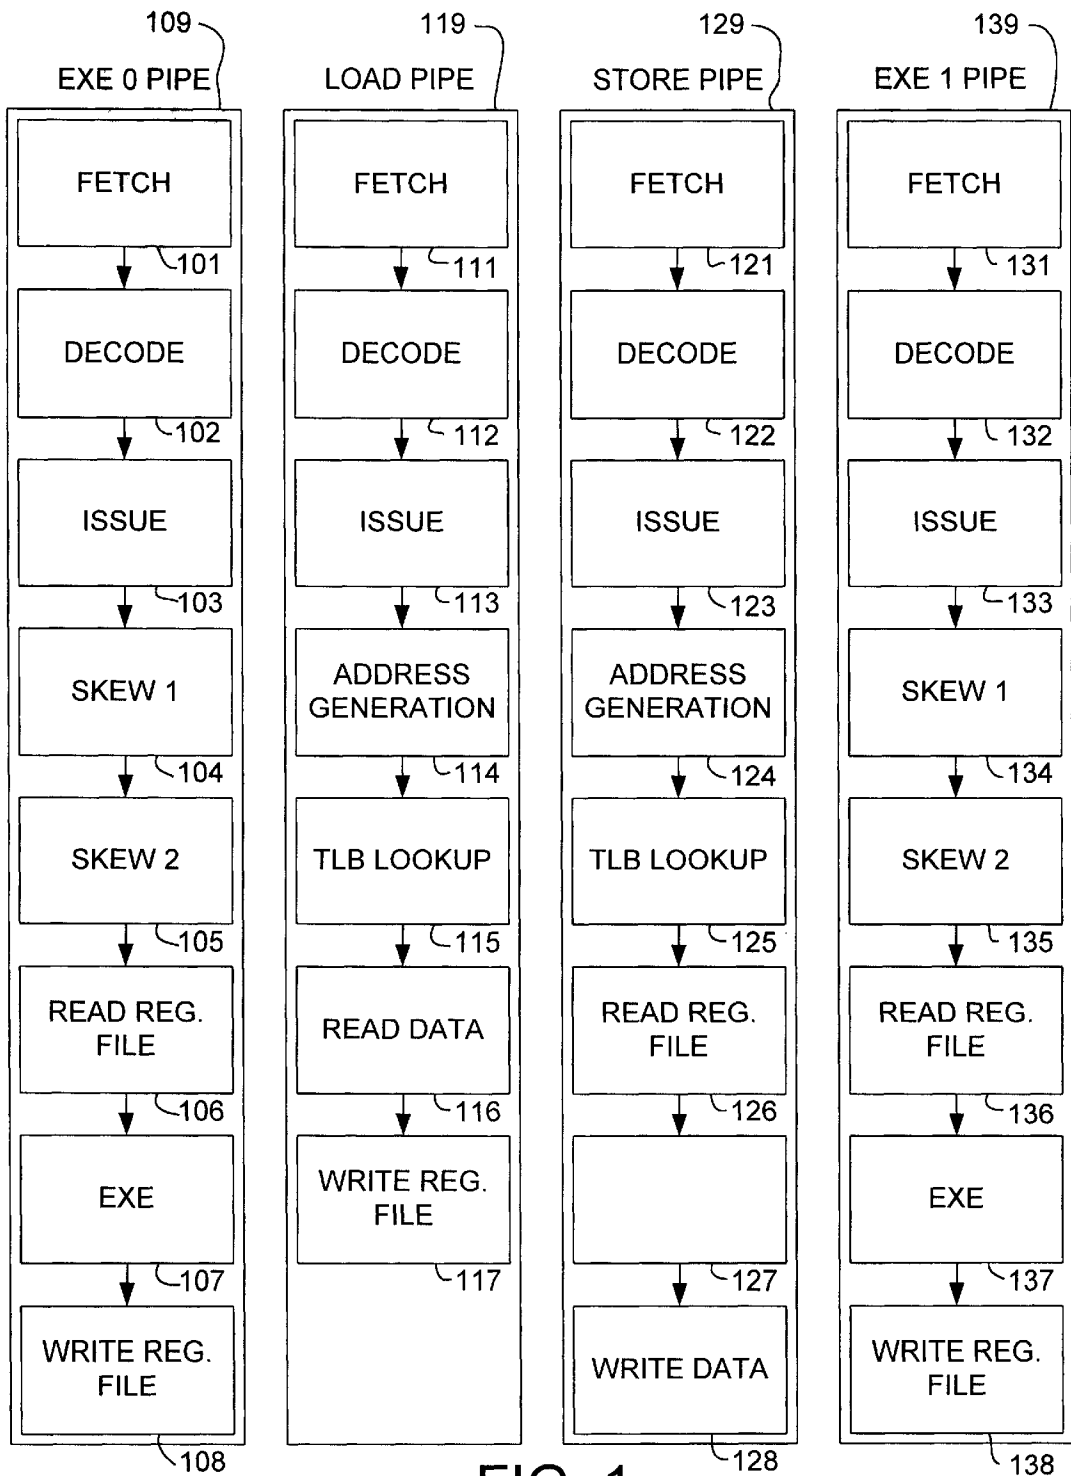 109
119
129
139
EXE 0 PIPE
LOAD PIPE
STORE PIPE
EXE 1 PIPE
FETCH
FETCH
FETCH
FETCH
101
111
121
131
DECODE
DECODE
DECODE
DECODE
102
112
122
132
ISSUE
ISSUE
ISSUE
ISSUE
103
113
123
133
SKEW 1
ADDRESS
GENERATION
ADDRESS
GENERATION
SKEW 1
104
114
124
134
SKEW 2
TLB LOOKUP
TLB LOOKUP
SKEW 2
105
115
125
135
READ REG.
FILE
READ DATA
READ REG.
FILE
READ REG.
FILE
106
116
126
136
EXE
WRITE REG.
FILE
EXE
107
117
127
137
WRITE REG.
FILE
WRITE DATA
WRITE REG.
FILE
108
128
138
FIG. 1